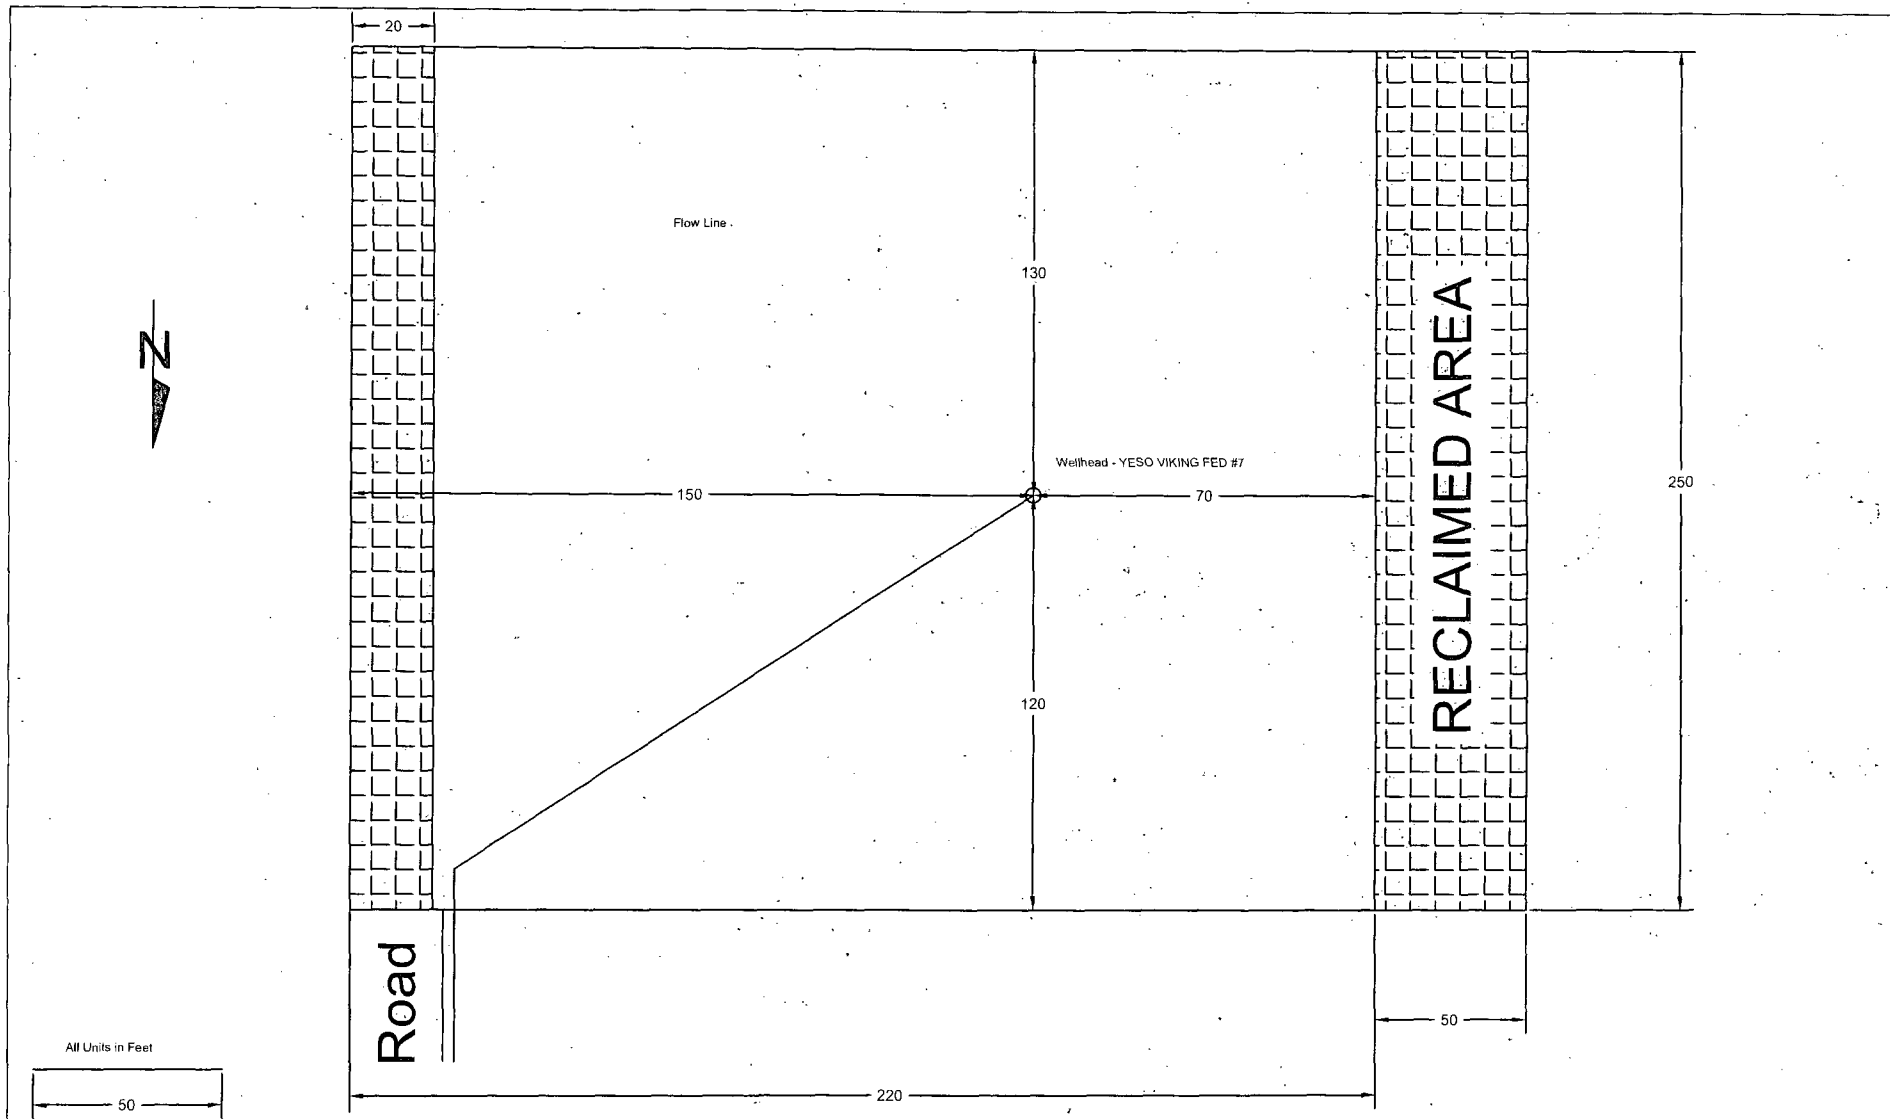 20
Flow Line
130
N
Wellhead - YESO VIKING FED #7
150
70
250
RECLAIMED AREA
120
Road
50
All Units in Feet
50
220